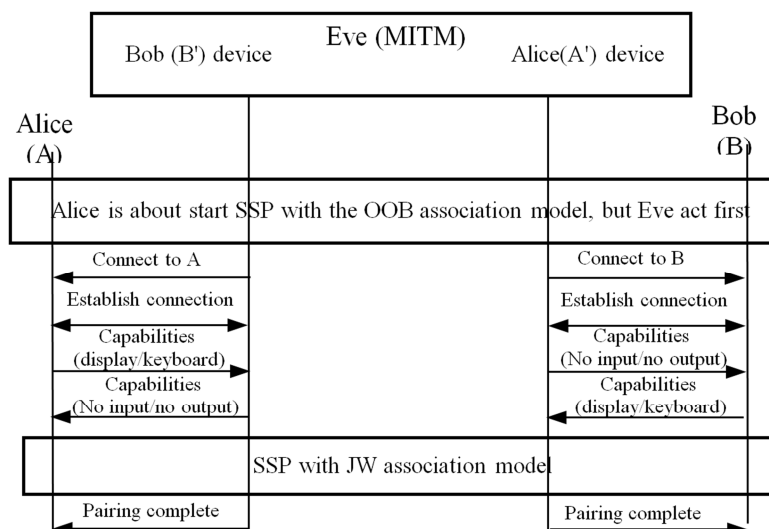 Eve (MITM)
Bob (B') device
Alice(A') device
Alice
(A)
Bob
(B)
Alice is about start SSP with the OOB association model, but Eve act first
Connect to A
Connect to B
Establish connection
Establish connection
Capabilities
(display/keyboard)
Capabilities
(No input/no output)
Capabilities
(No input/no output)
Capabilities
(display/keyboard)
SSP with JW association model
Pairing complete
Pairing complete